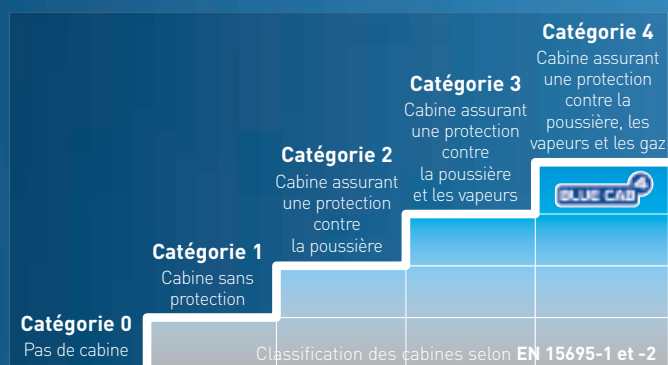 Catégorie 4
Cabine assurant
une protection
contre la
poussière, les
vapeurs et les gaz
BLUE CAB 4
Catégorie 3
Cabine assurant
une protection
contre
la poussière
et les vapeurs
Catégorie 2
Cabine assurant
une protection
contre
la poussière
Catégorie 1
Cabine sans
protection
Catégorie 0
Pas de cabine
Classification des cabines selon EN 15695-1 et -2